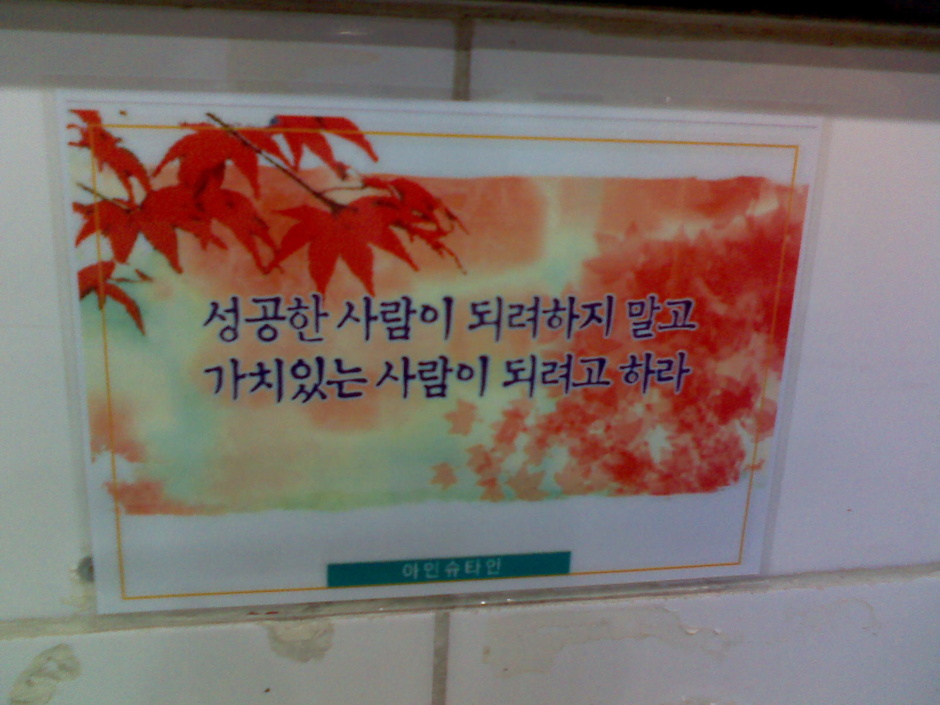 성공한 사람이 되려하지 말고
가치있는 사람이 되려고 하라
아인슈타인